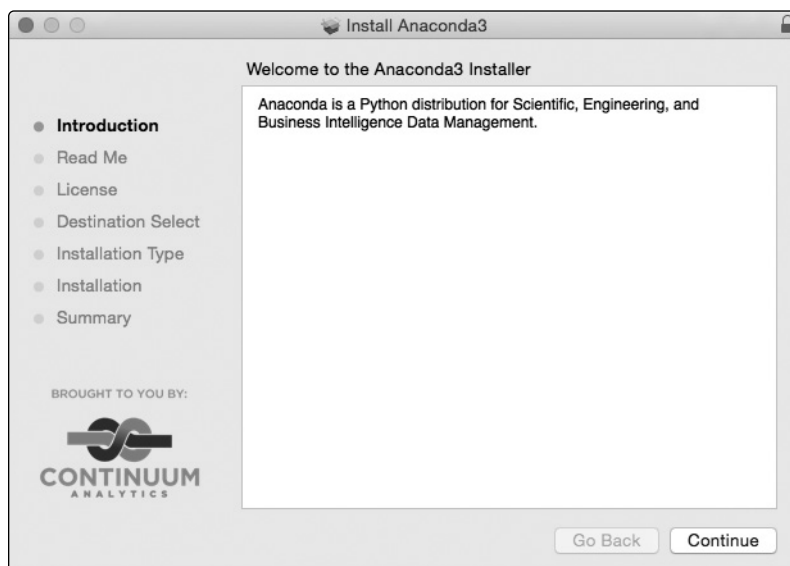 Install Anaconda3
Welcome to the Anaconda3 Installer
Introduction
Read Me
License
Destination Select
Installation Type
Installation
Summary
BROUGHT TO YOU BY:
CONTINUUM
ANALYTICS
Anaconda is a Python distribution for Scientific, Engineering, and
Business Intelligence Data Management.
Go Back
Continue